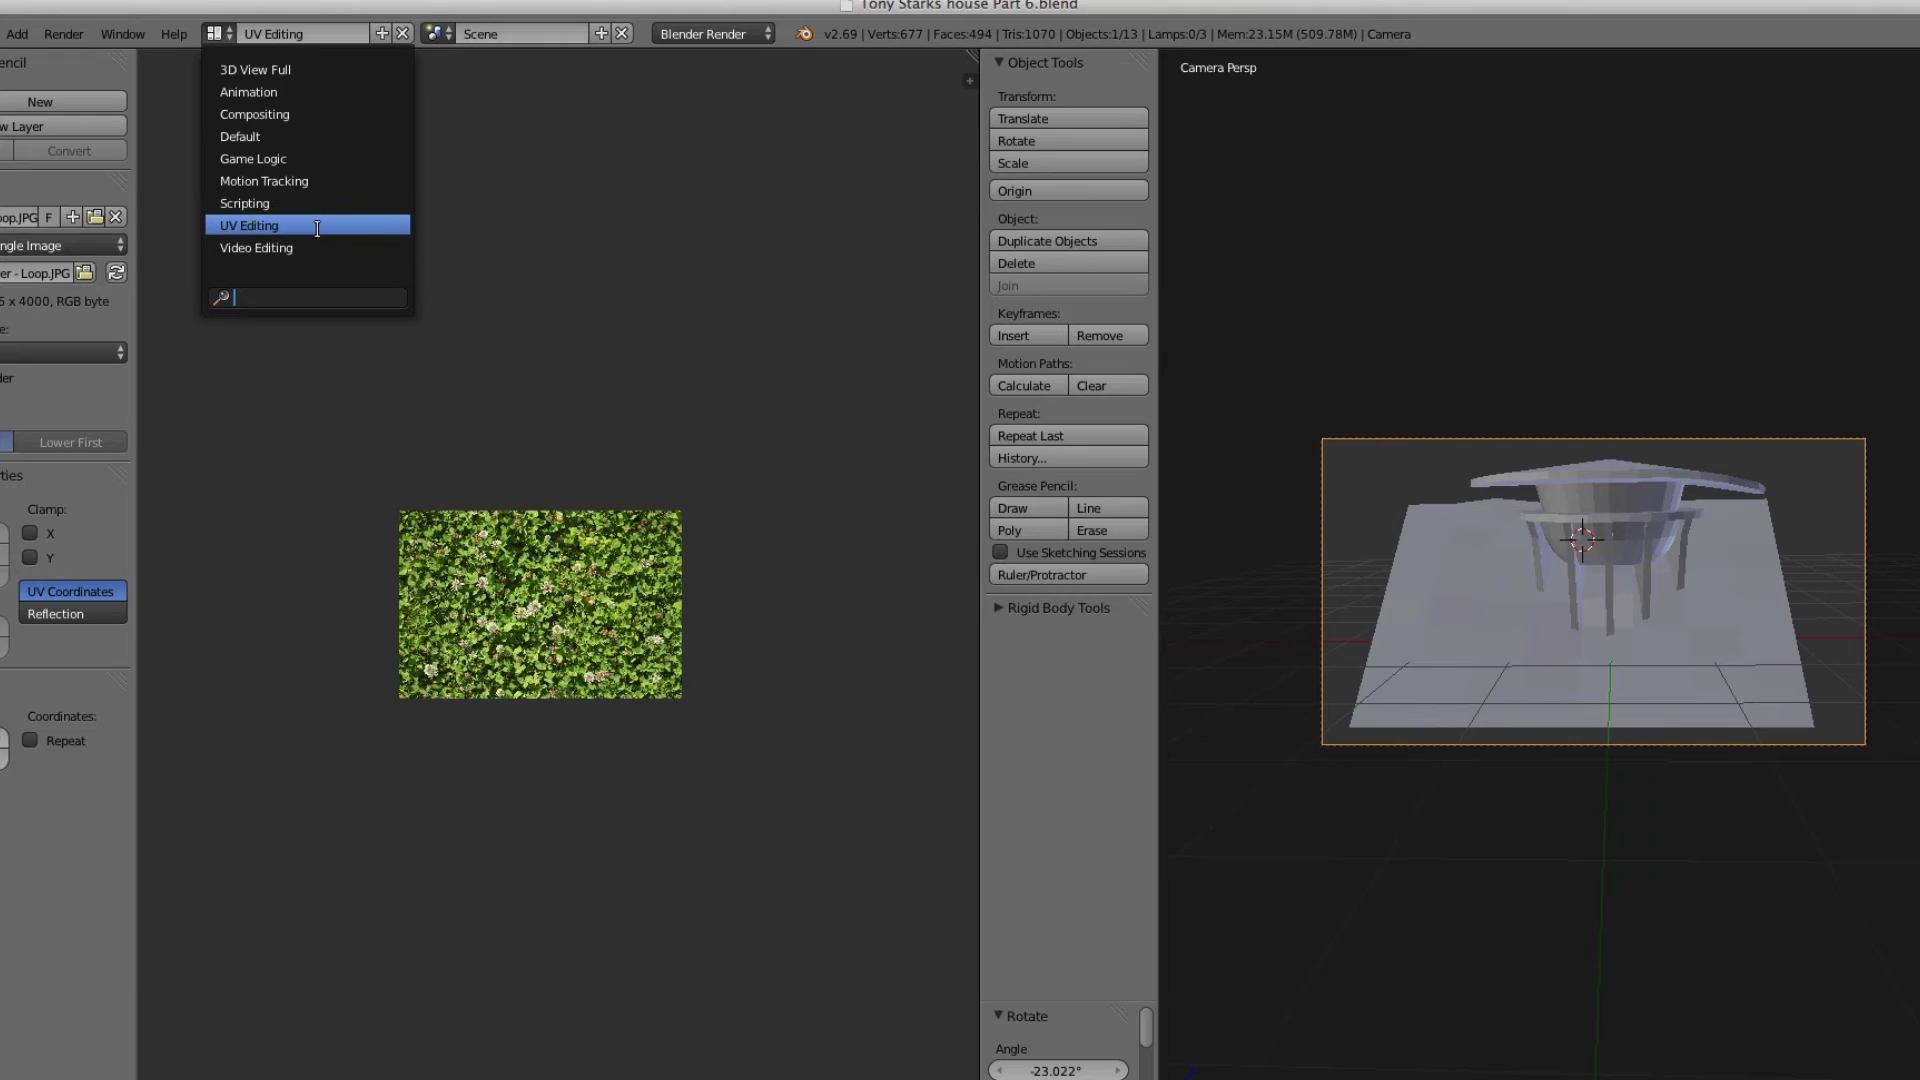 Tony Starks house Part 6.blend
Add Render Window Help UV Editing Scene Blender Render v2.69 | Verts:677 | Faces:494 | Tris:1070 | Objects:1/13 | Lamps:0/3 | Mem:23.15M (509.78M) | Camera
encil
New
w Layer
Convert
oop.JPG F
ngle Image
er - Loop.JPG
6 x 4000, RGB byte
e:
der
Lower First
rties
Clamp:
X
Y
UV Coordinates
Reflection
Coordinates:
Repeat
3D View Full
Animation
Compositing
Default
Game Logic
Motion Tracking
Scripting
UV Editing
Video Editing
Object Tools
Transform:
Translate
Rotate
Scale
Origin
Object:
Duplicate Objects
Delete
Join
Keyframes:
Insert Remove
Motion Paths:
Calculate Clear
Repeat:
Repeat Last
History...
Grease Pencil:
Draw Line
Poly Erase
Use Sketching Sessions
Ruler/Protractor
Rigid Body Tools
Rotate
Angle
-23.022°
Camera Persp